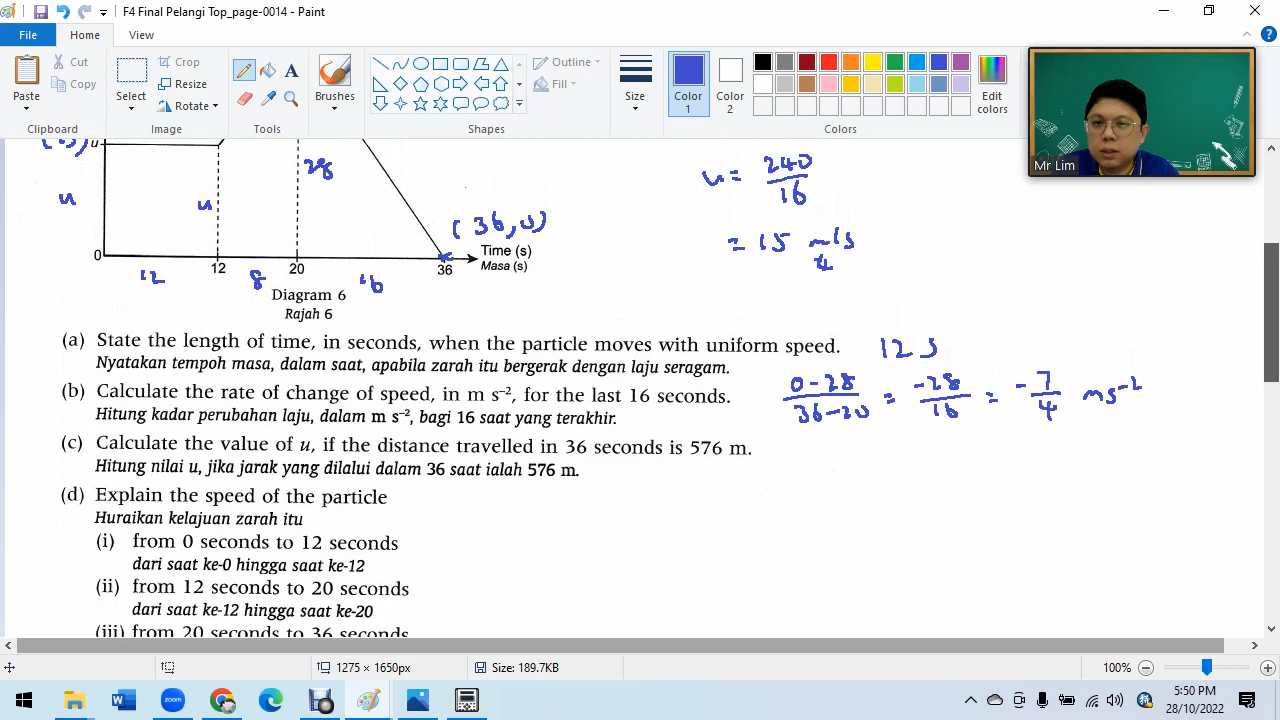 F4 Final Pelangi Top_page-0014 - Paint
File
Home
View
Paste
Cut
Copy
Clipboard
Select
Crop
Resize
Rotate
Image
A
Tools
Brushes
Outline
Fill
Shapes
Size
Color 1
Color 2
Edit colors
Colors
Mr Lim
u
28
u
u
0
12
20
36
(36, 0)
Time (s)
Masa (s)
12
8
16
Diagram 6
Rajah 6
u = 240/16
= 15 m/s
(a) State the length of time, in seconds, when the particle moves with uniform speed.
12 s
Nyatakan tempoh masa, dalam saat, apabila zarah itu bergerak dengan laju seragam.
(b) Calculate the rate of change of speed, in m s⁻², for the last 16 seconds.
0-28/36-20 = -28/16 = -7/4 ms⁻²
Hitung kadar perubahan laju, dalam m s⁻², bagi 16 saat yang terakhir.
(c) Calculate the value of u, if the distance travelled in 36 seconds is 576 m.
Hitung nilai u, jika jarak yang dilalui dalam 36 saat ialah 576 m.
(d) Explain the speed of the particle
Huraikan kelajuan zarah itu
(i) from 0 seconds to 12 seconds
dari saat ke-0 hingga saat ke-12
(ii) from 12 seconds to 20 seconds
dari saat ke-12 hingga saat ke-20
(iii) from 20 seconds to 36 seconds
1275 × 1650px
Size: 189.7KB
100%
zoom
5:50 PM
28/10/2022